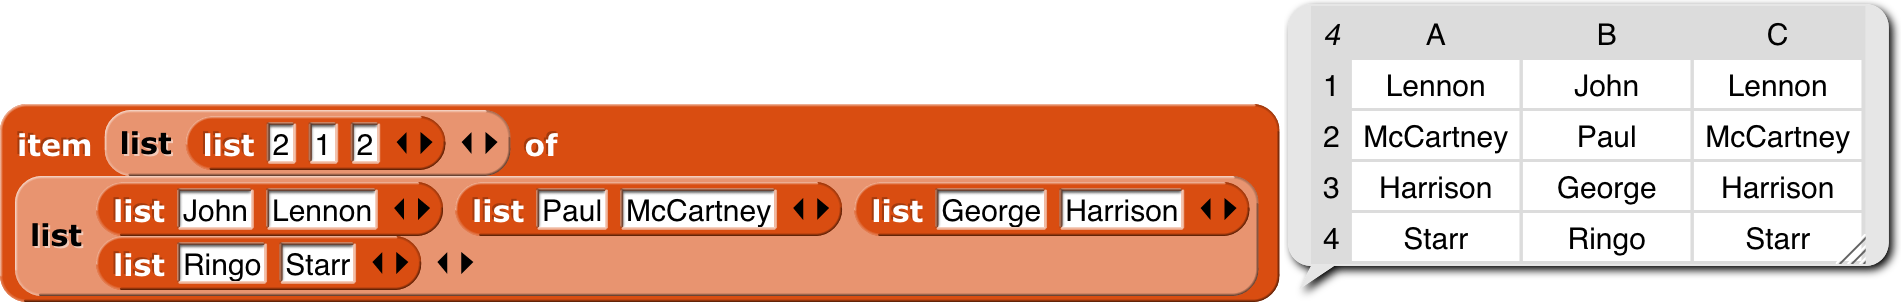 item list list 2 1 2 of
list John Lennon list Paul McCartney list George Harrison
list
list Ringo Starr
4 A B C
1 Lennon John Lennon
2 McCartney Paul McCartney
3 Harrison George Harrison
4 Starr Ringo Starr